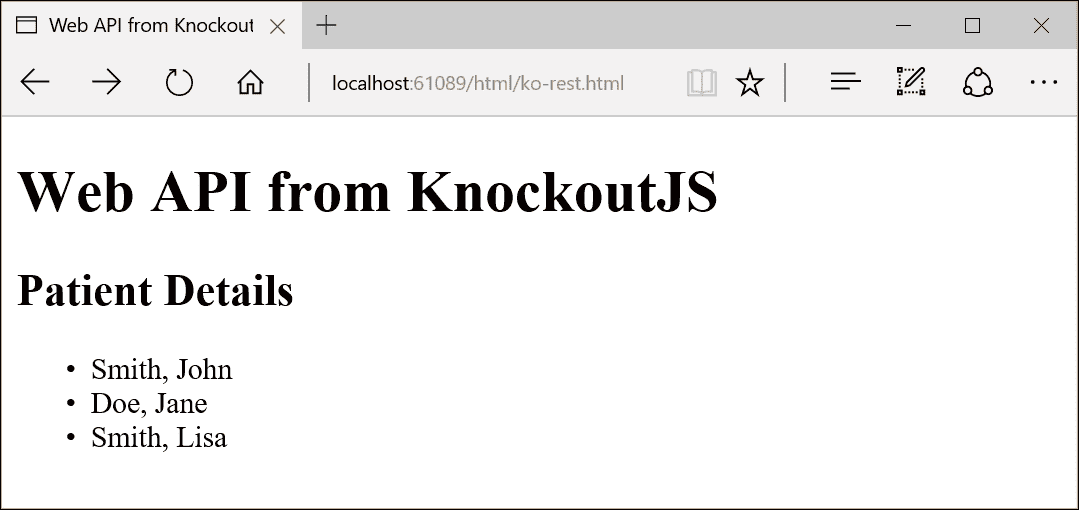 Web API from Knockout
localhost:61089/html/ko-rest.html
Web API from KnockoutJS
Patient Details
• Smith, John
• Doe, Jane
• Smith, Lisa